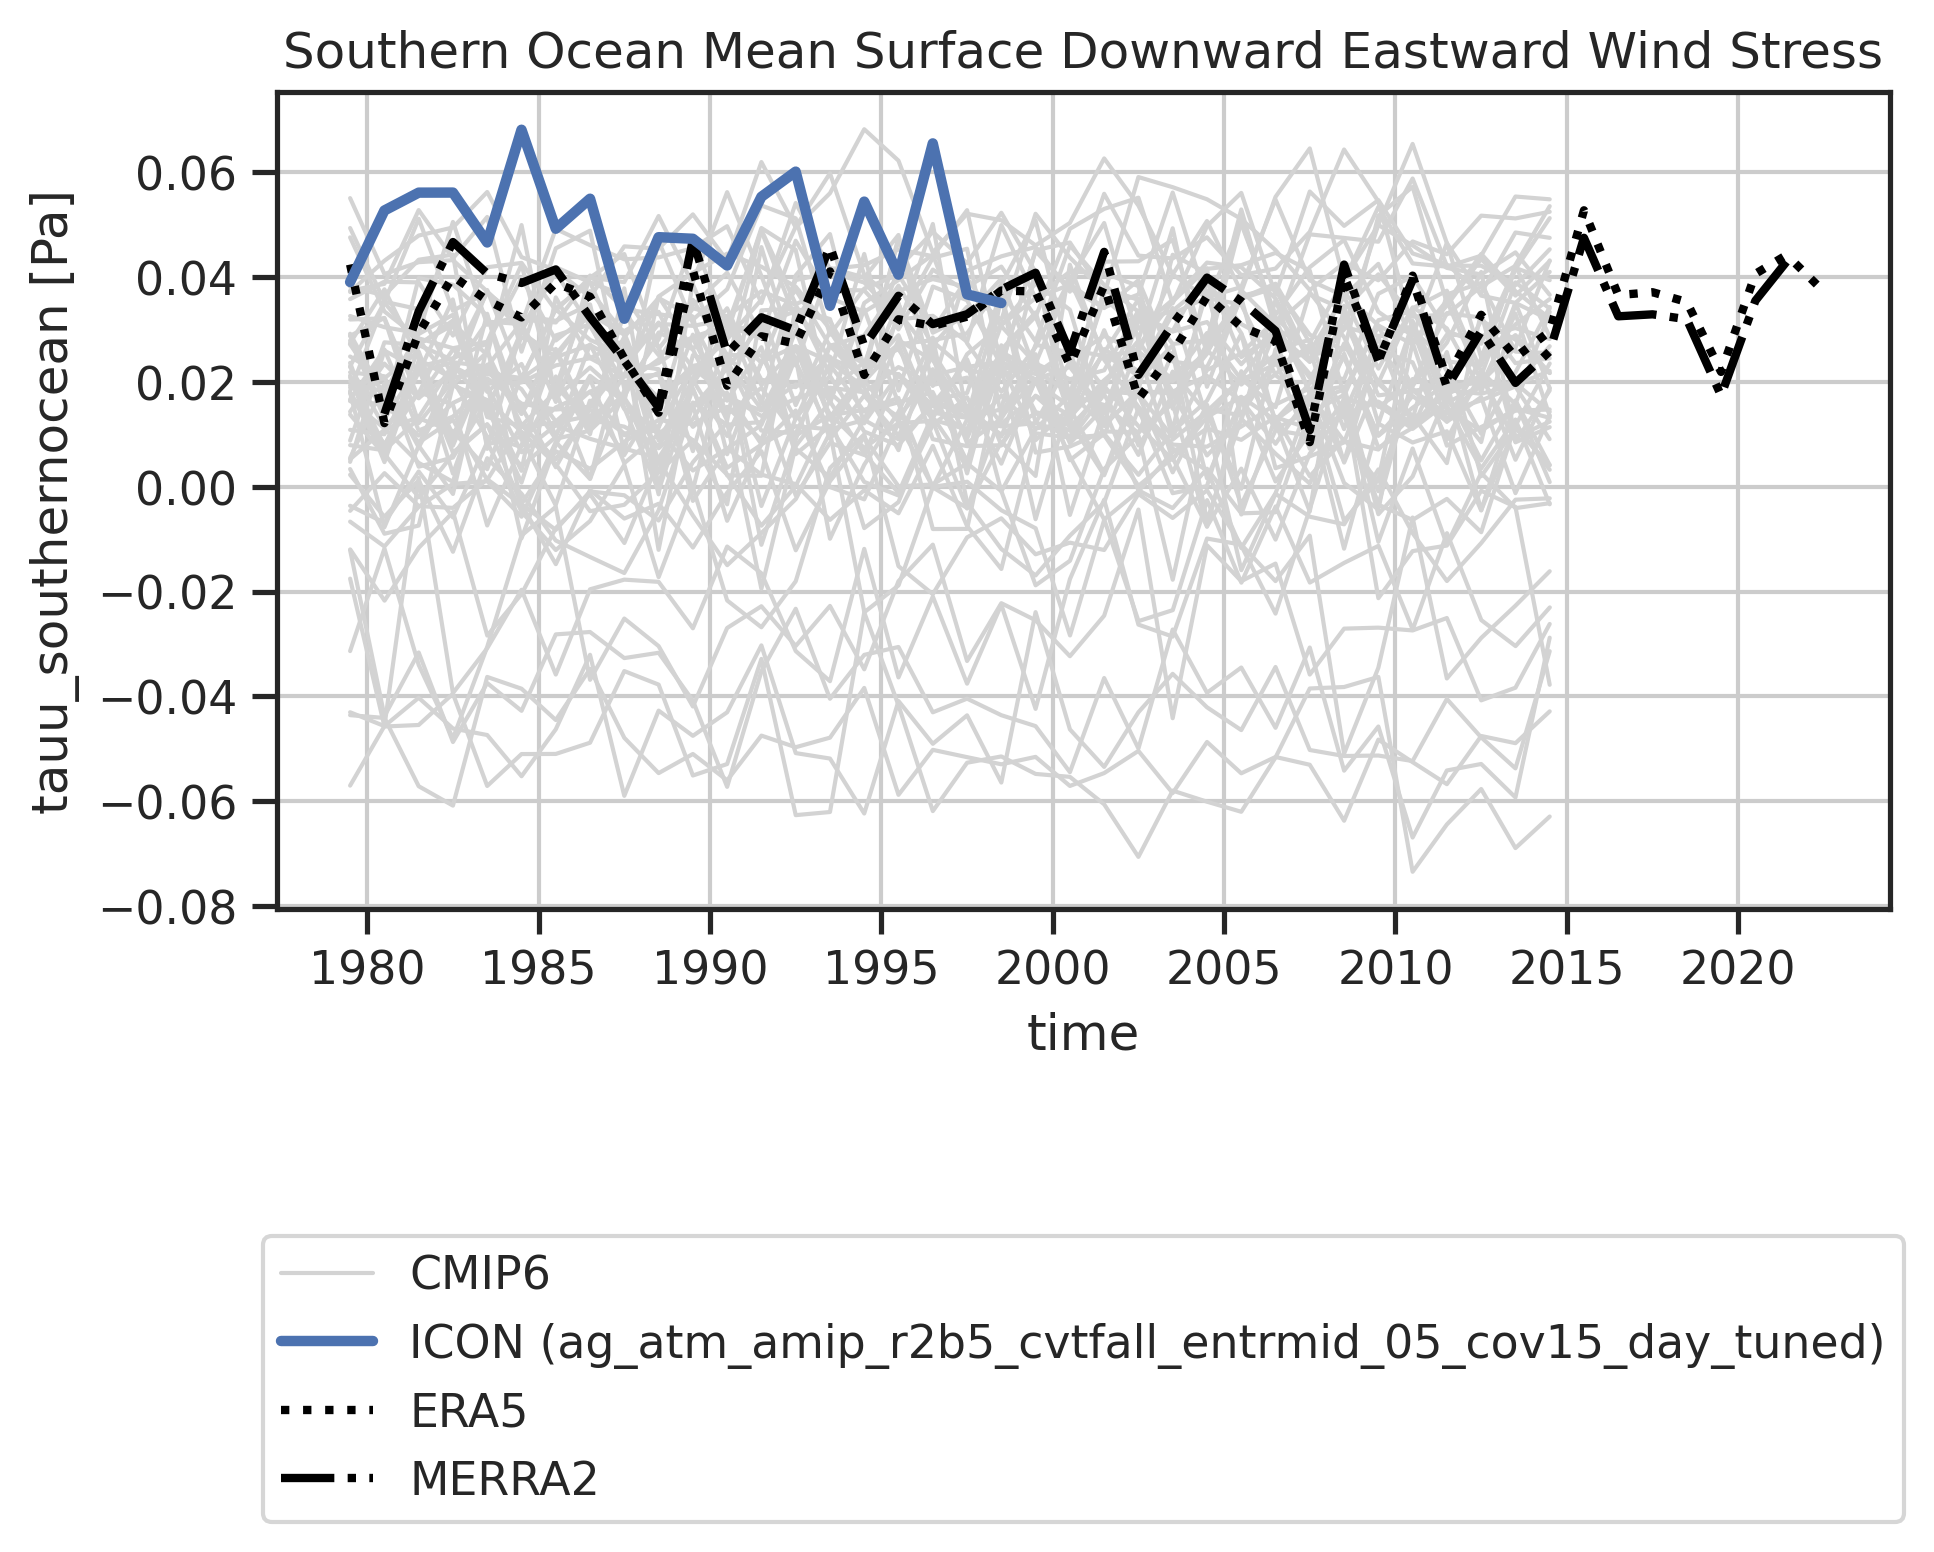 Southern Ocean Mean Surface Downward Eastward Wind Stress
tauu_southernocean [Pa]
0.06
0.04
0.02
0.00
−0.02
−0.04
−0.06
−0.08
1980 1985 1990 1995 2000 2005 2010 2015 2020
time
CMIP6
ICON (ag_atm_amip_r2b5_cvtfall_entrmid_05_cov15_day_tuned)
ERA5
MERRA2